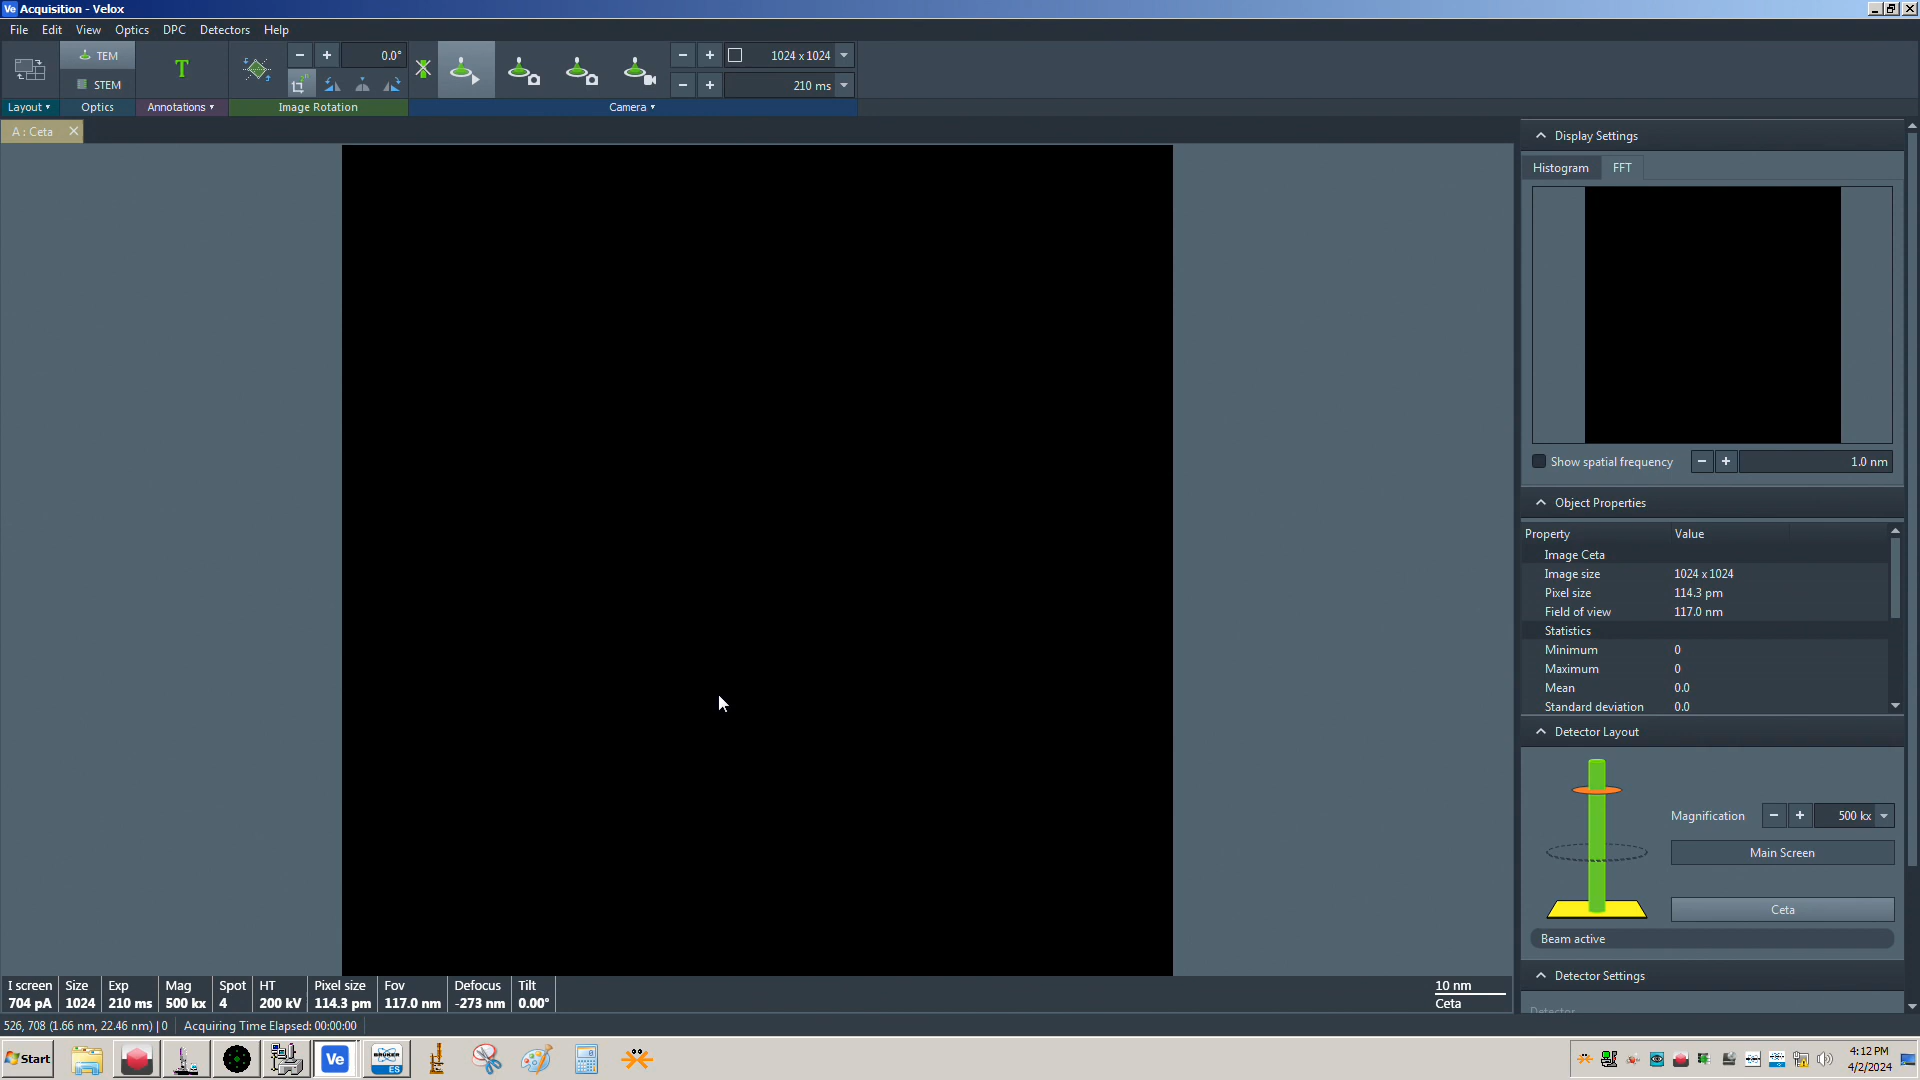 Ve Acquisition - Velox
File Edit View Optics DPC Detectors Help
TEM
STEM
0.0°
1024 x 1024
210 ms
Layout Optics Annotations Image Rotation Camera
A : Ceta
Display Settings
Histogram FFT
Show spatial frequency 1.0 nm
Object Properties
Property Value
Image Ceta
Image size 1024 x 1024
Pixel size 114.3 pm
Field of view 117.0 nm
Statistics
Minimum 0
Maximum 0
Mean 0.0
Standard deviation 0.0
Detector Layout
Magnification 500 kx
Main Screen
Ceta
Beam active
Detector Settings
Detector
I screen Size Exp Mag Spot HT Pixel size Fov Defocus Tilt
704 pA 1024 210 ms 500 kx 4 200 kV 114.3 pm 117.0 nm -273 nm 0.00°
10 nm
Ceta
526, 708 (1.66 nm, 22.46 nm) | 0 Acquiring Time Elapsed: 00:00:00
Start Ve BRUKER ES
4:12 PM
4/2/2024